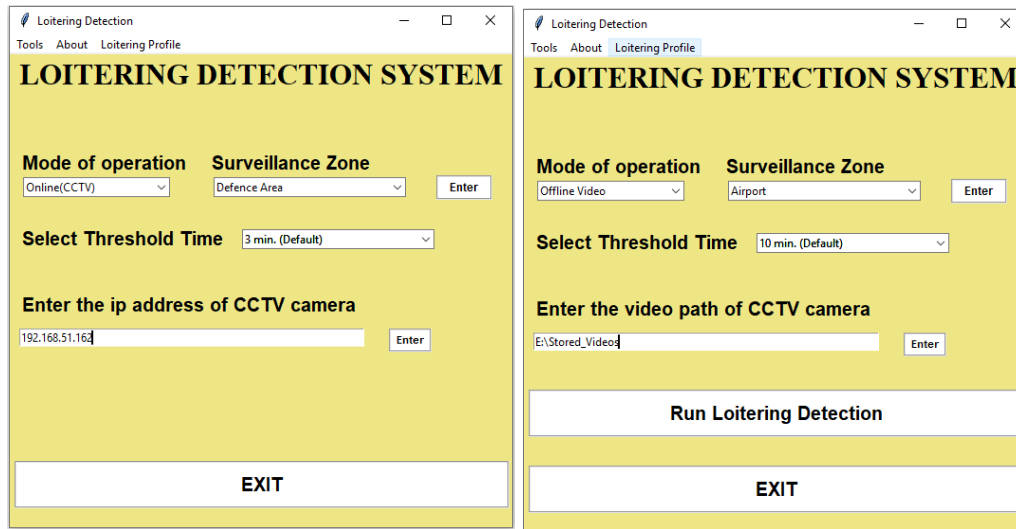 Loitering Detection
Tools About Loitering Profile
LOITERING DETECTION SYSTEM
Mode of operation Surveillance Zone
Online(CCTV) Defence Area Enter
Select Threshold Time 3 min. (Default)
Enter the ip address of CCTV camera
192.168.51.162 Enter
EXIT
Loitering Detection
Tools About Loitering Profile
LOITERING DETECTION SYSTEM
Mode of operation Surveillance Zone
Offline Video Airport Enter
Select Threshold Time 10 min. (Default)
Enter the video path of CCTV camera
E:\Stored_Videos Enter
Run Loitering Detection
EXIT